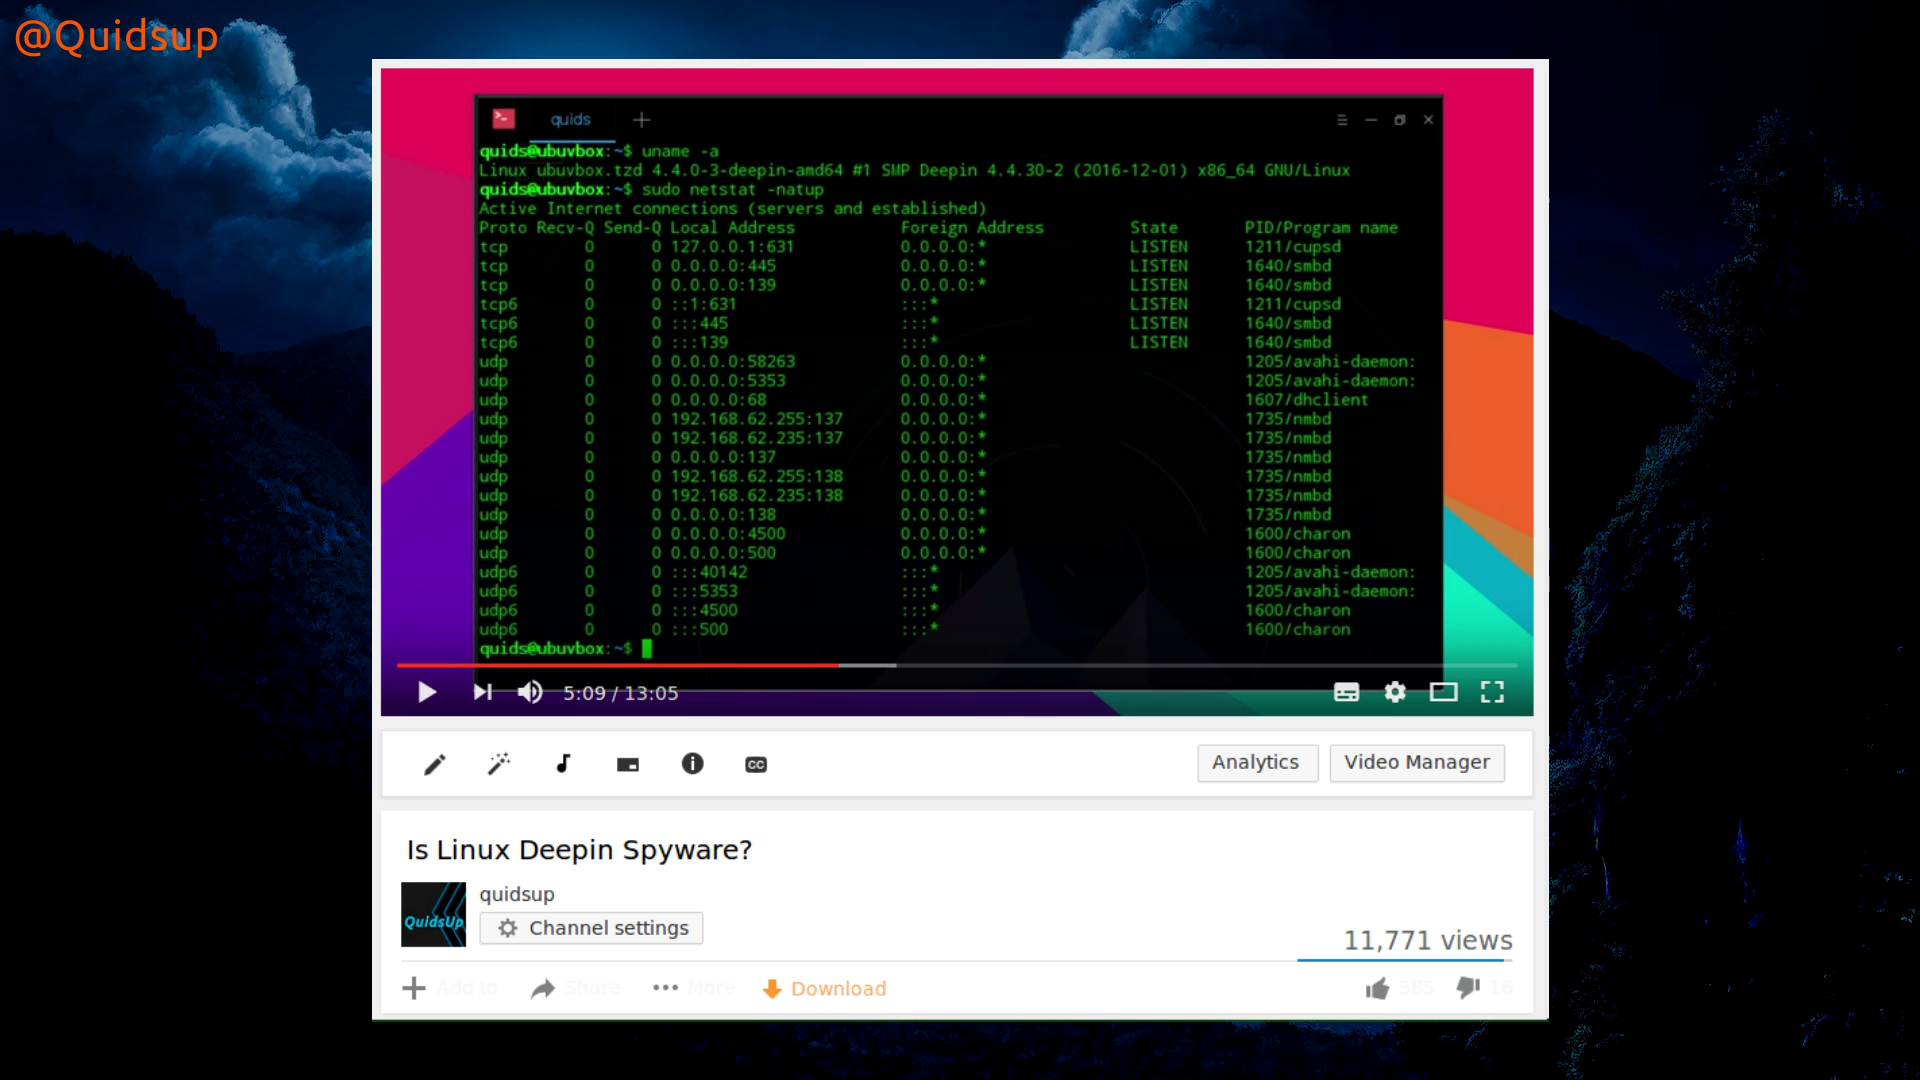 @Quidsup
quids
quids@ubuvbox:~$ uname -a
Linux ubuvbox.tzd 4.4.0-3-deepin-amd64 #1 SMP Deepin 4.4.30-2 (2016-12-01) x86_64 GNU/Linux
quids@ubuvbox:~$ sudo netstat -natup
Active Internet connections (servers and established)
Proto Recv-Q Send-Q Local Address Foreign Address State PID/Program name
tcp 0 0 127.0.0.1:631 0.0.0.0:* LISTEN 1211/cupsd
tcp 0 0 0.0.0.0:445 0.0.0.0:* LISTEN 1640/smbd
tcp 0 0 0.0.0.0:139 0.0.0.0:* LISTEN 1640/smbd
tcp6 0 0 ::1:631 :::* LISTEN 1211/cupsd
tcp6 0 0 :::445 :::* LISTEN 1640/smbd
tcp6 0 0 :::139 :::* LISTEN 1640/smbd
udp 0 0 0.0.0.0:58263 0.0.0.0:* 1205/avahi-daemon:
udp 0 0 0.0.0.0:5353 0.0.0.0:* 1205/avahi-daemon:
udp 0 0 0.0.0.0:68 0.0.0.0:* 1607/dhclient
udp 0 0 192.168.62.255:137 0.0.0.0:* 1735/nmbd
udp 0 0 192.168.62.235:137 0.0.0.0:* 1735/nmbd
udp 0 0 0.0.0.0:137 0.0.0.0:* 1735/nmbd
udp 0 0 192.168.62.255:138 0.0.0.0:* 1735/nmbd
udp 0 0 192.168.62.235:138 0.0.0.0:* 1735/nmbd
udp 0 0 0.0.0.0:138 0.0.0.0:* 1735/nmbd
udp 0 0 0.0.0.0:4500 0.0.0.0:* 1600/charon
udp 0 0 0.0.0.0:500 0.0.0.0:* 1600/charon
udp6 0 0 :::40142 :::* 1205/avahi-daemon:
udp6 0 0 :::5353 :::* 1205/avahi-daemon:
udp6 0 0 :::4500 :::* 1600/charon
udp6 0 0 :::500 :::* 1600/charon
quids@ubuvbox:~$
5:09 / 13:05
CC
Analytics Video Manager
Is Linux Deepin Spyware?
quidsup
QuidsUp
Channel settings
11,771 views
Add to Share More Download 385 16